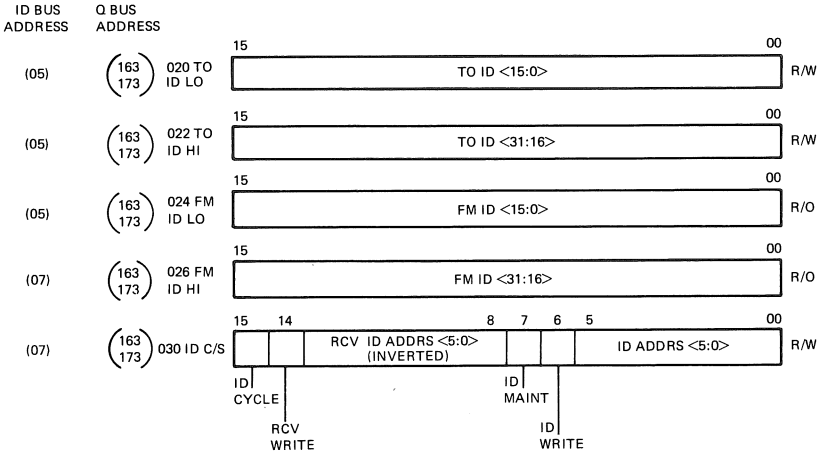 ID BUS
ADDRESS
Q BUS
ADDRESS
15 00
(05) (163 173) 020 TO ID LO TO ID <15:0> R/W
15 00
(05) (163 173) 022 TO ID HI TO ID <31:16> R/W
15 00
(05) (163 173) 024 FM ID LO FM ID <15:0> R/O
15 00
(07) (163 173) 026 FM ID HI FM ID <31:16> R/O
15 14 8 7 6 5 00
(07) (163 173) 030 ID C/S RCV ID ADDRS <5:0> (INVERTED) ID ADDRS <5:0> R/W
ID CYCLE
RCV WRITE
ID MAINT
ID WRITE